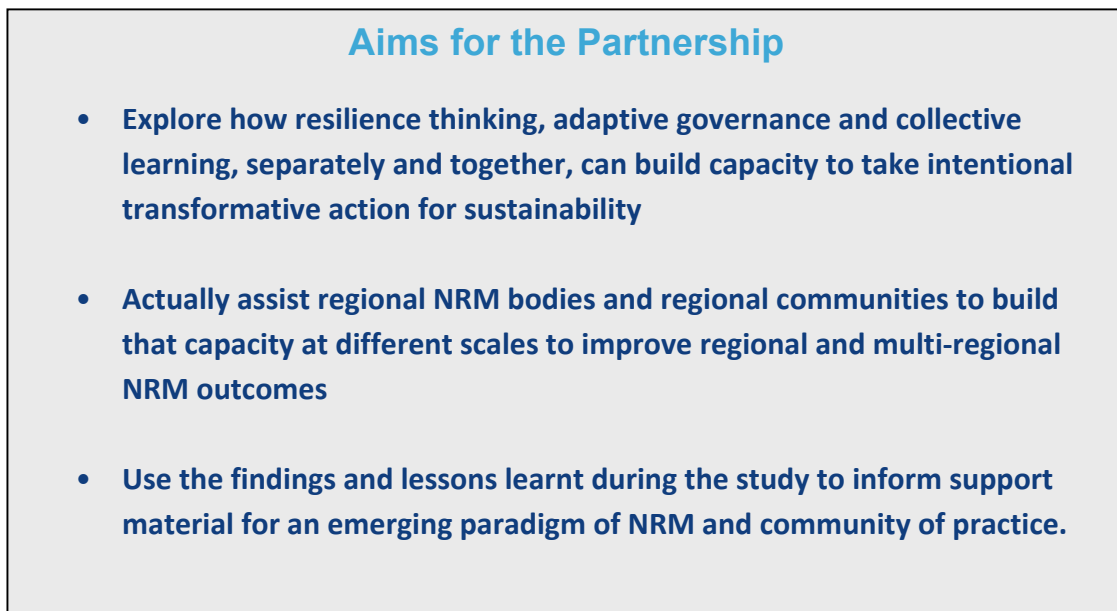 Aims for the Partnership
• Explore how resilience thinking, adaptive governance and collective
learning, separately and together, can build capacity to take intentional
transformative action for sustainability
• Actually assist regional NRM bodies and regional communities to build
that capacity at different scales to improve regional and multi-regional
NRM outcomes
• Use the findings and lessons learnt during the study to inform support
material for an emerging paradigm of NRM and community of practice.